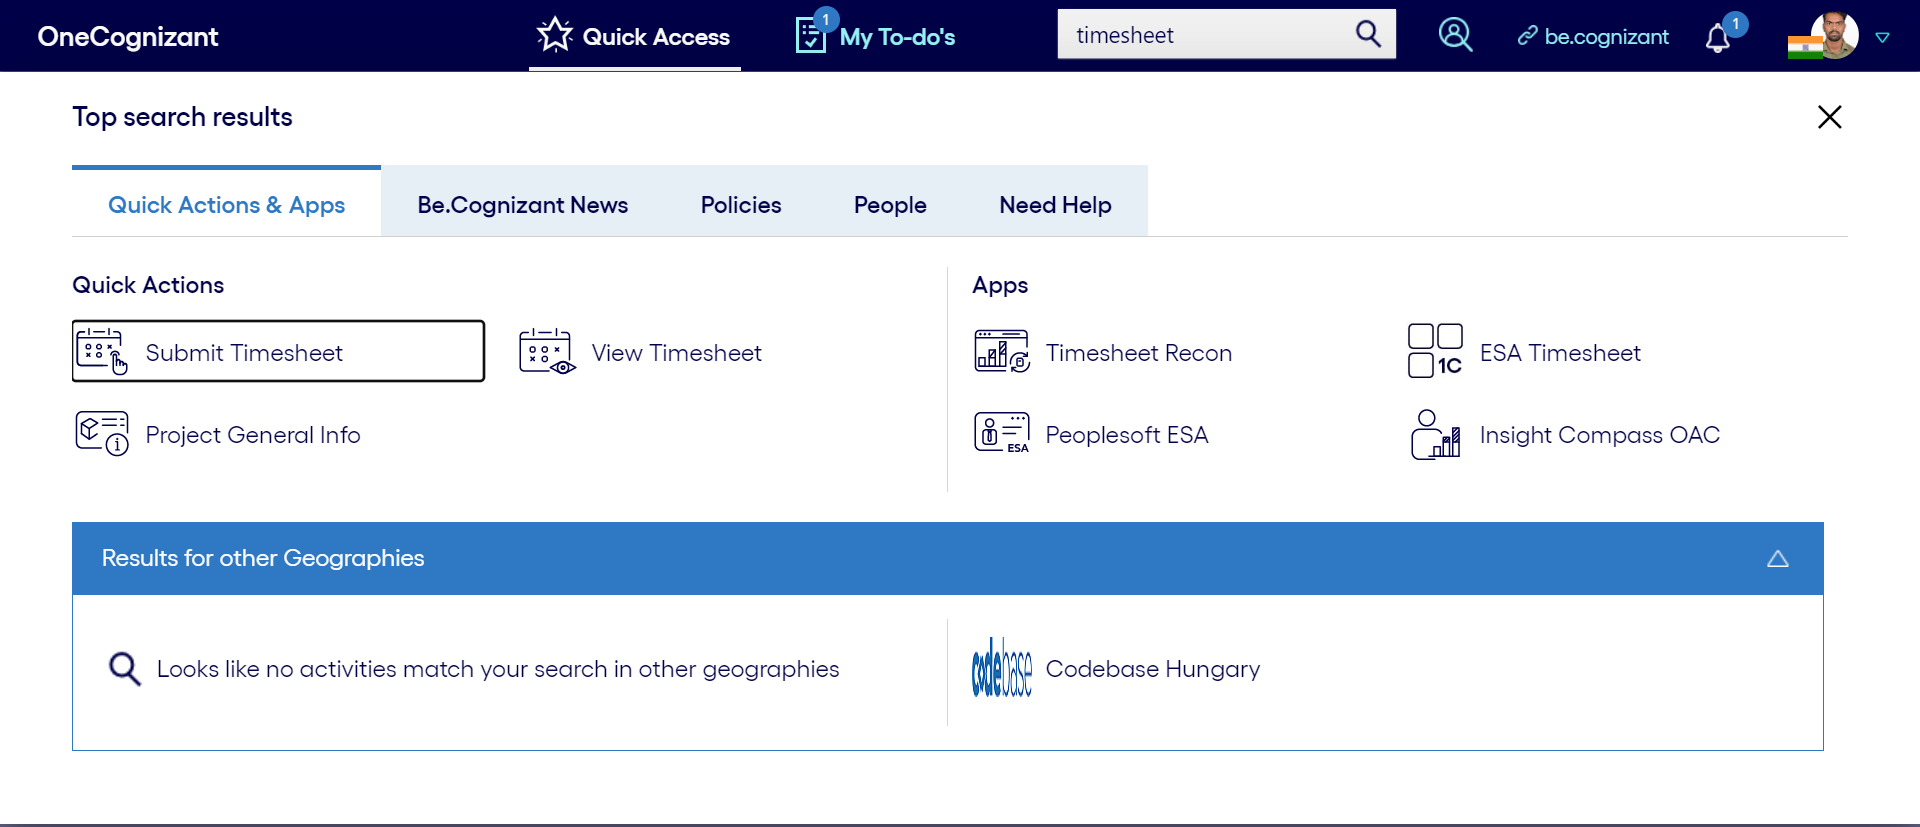 OneCognizant
Quick Access
1
My To-do's
timesheet
be.cognizant
1
Top search results
Quick Actions & Apps
Be.Cognizant News
Policies
People
Need Help
Quick Actions
Apps
Submit Timesheet
View Timesheet
Timesheet Recon
1C
ESA Timesheet
Project General Info
ESA
Peoplesoft ESA
Insight Compass OAC
Results for other Geographies
Looks like no activities match your search in other geographies
codebase
Codebase Hungary